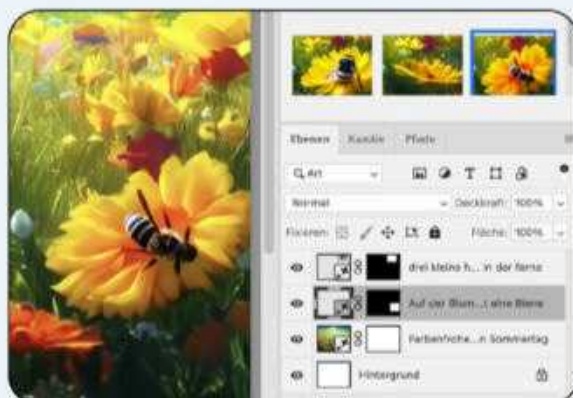 Ebenen Kanäle Pfade
Art
Normal Deckkraft: 100%
Fixieren: Fläche: 100%
drei kleine h... in der Ferne
Auf der Blum...t eine Biene
Farbenfrohe...n Sommertag
Hintergrund